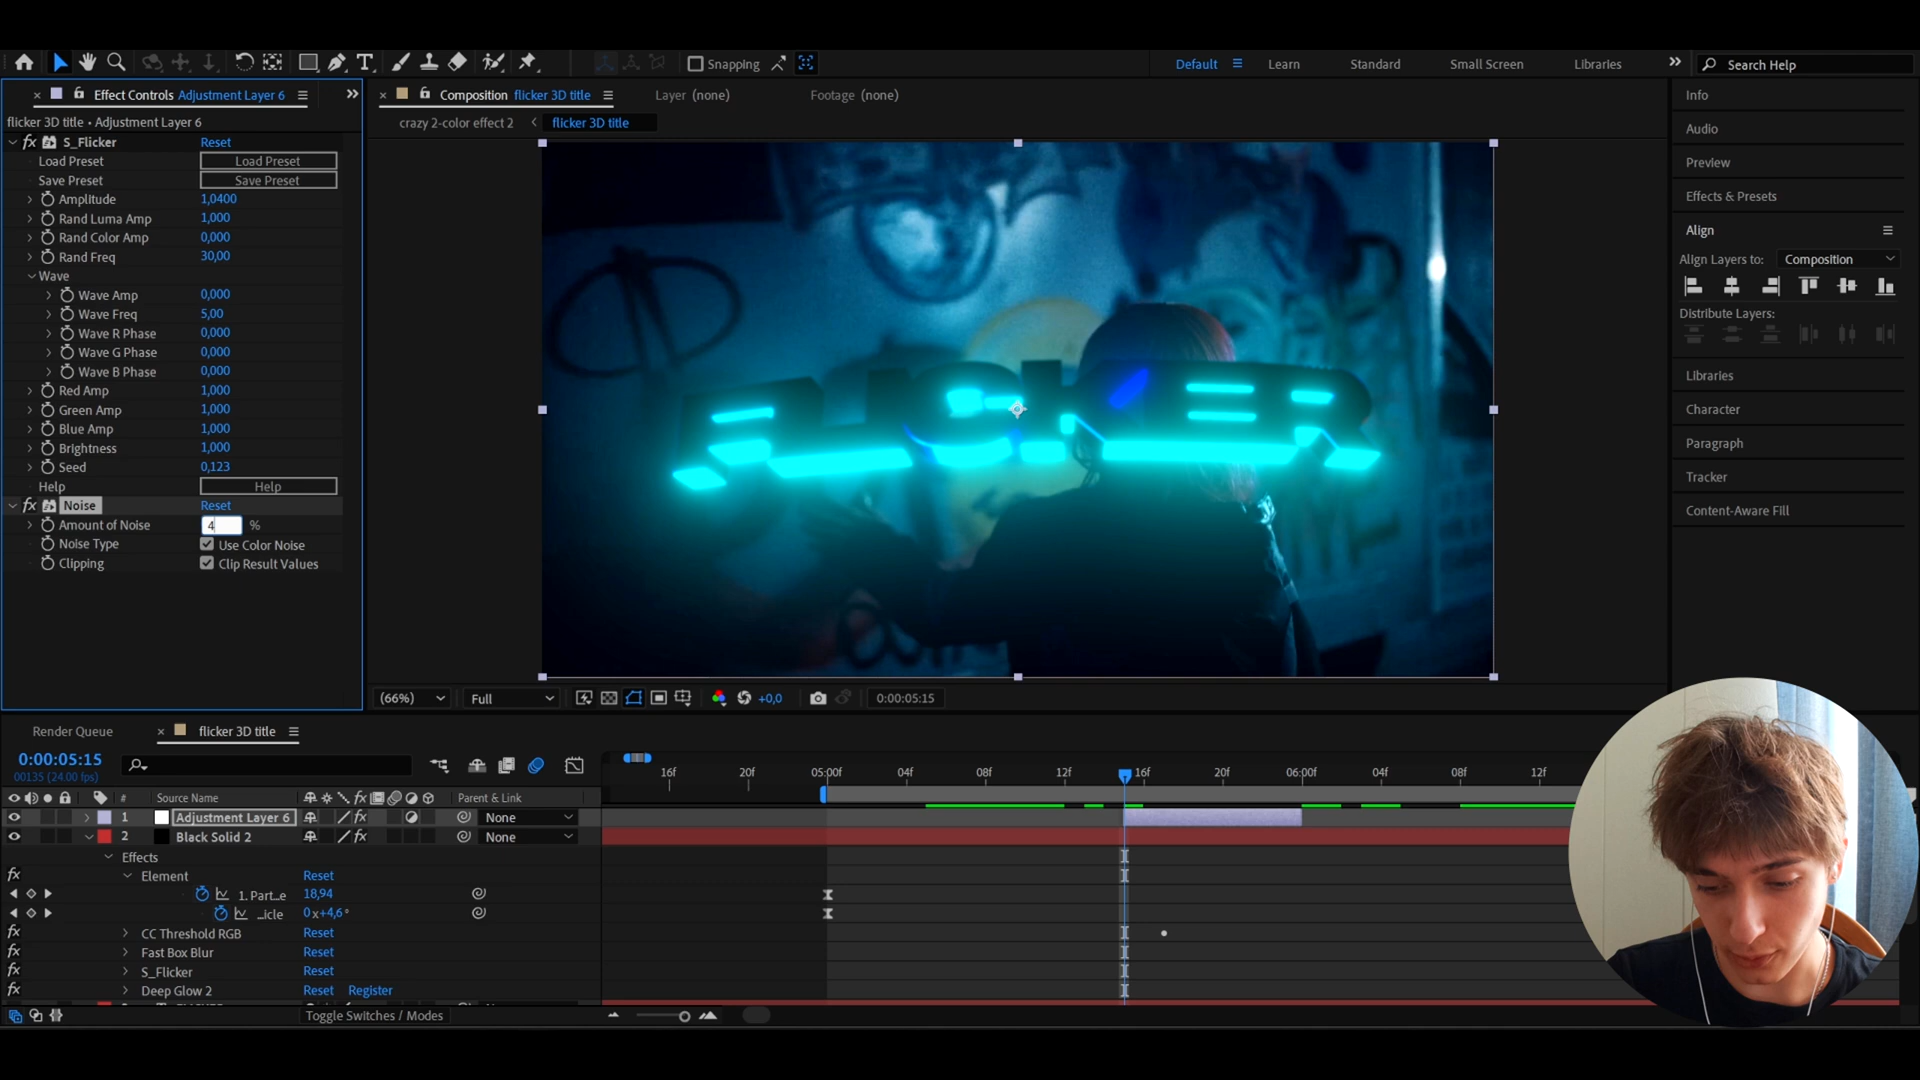 Snapping
Default
Learn
Standard
Small Screen
Libraries
Search Help
Effect Controls Adjustment Layer 6
Composition flicker 3D title
Layer (none)
Footage (none)
Info
flicker 3D title • Adjustment Layer 6
crazy 2-color effect 2
flicker 3D title
Audio
Preview
Effects & Presets
Align
Align Layers to:
Composition
Distribute Layers:
Libraries
Character
Paragraph
Tracker
Content-Aware Fill
fx S_Flicker Reset
Load Preset Load Preset
Save Preset Save Preset
Amplitude 1,0400
Rand Luma Amp 1,000
Rand Color Amp 0,000
Rand Freq 30,00
Wave
Wave Amp 0,000
Wave Freq 5,00
Wave R Phase 0,000
Wave G Phase 0,000
Wave B Phase 0,000
Red Amp 1,000
Green Amp 1,000
Blue Amp 1,000
Brightness 1,000
Seed 0,123
Help Help
fx Noise Reset
Amount of Noise 4 %
Noise Type Use Color Noise
Clipping Clip Result Values
(66%)
Full
+0,0
0:00:05:15
Render Queue
flicker 3D title
0:00:05:15
00135 (24.00 fps)
16f 20f 05:00f 04f 08f 12f 16f 20f 06:00f 04f 08f 12f
# Source Name fx Parent & Link
1 Adjustment Layer 6 fx None
2 Black Solid 2 fx None
Effects
fx Element Reset
1. Part...e 18,94
...icle 0x+4,6°
fx CC Threshold RGB Reset
fx Fast Box Blur Reset
fx S_Flicker Reset
fx Deep Glow 2 Reset Register
Toggle Switches / Modes